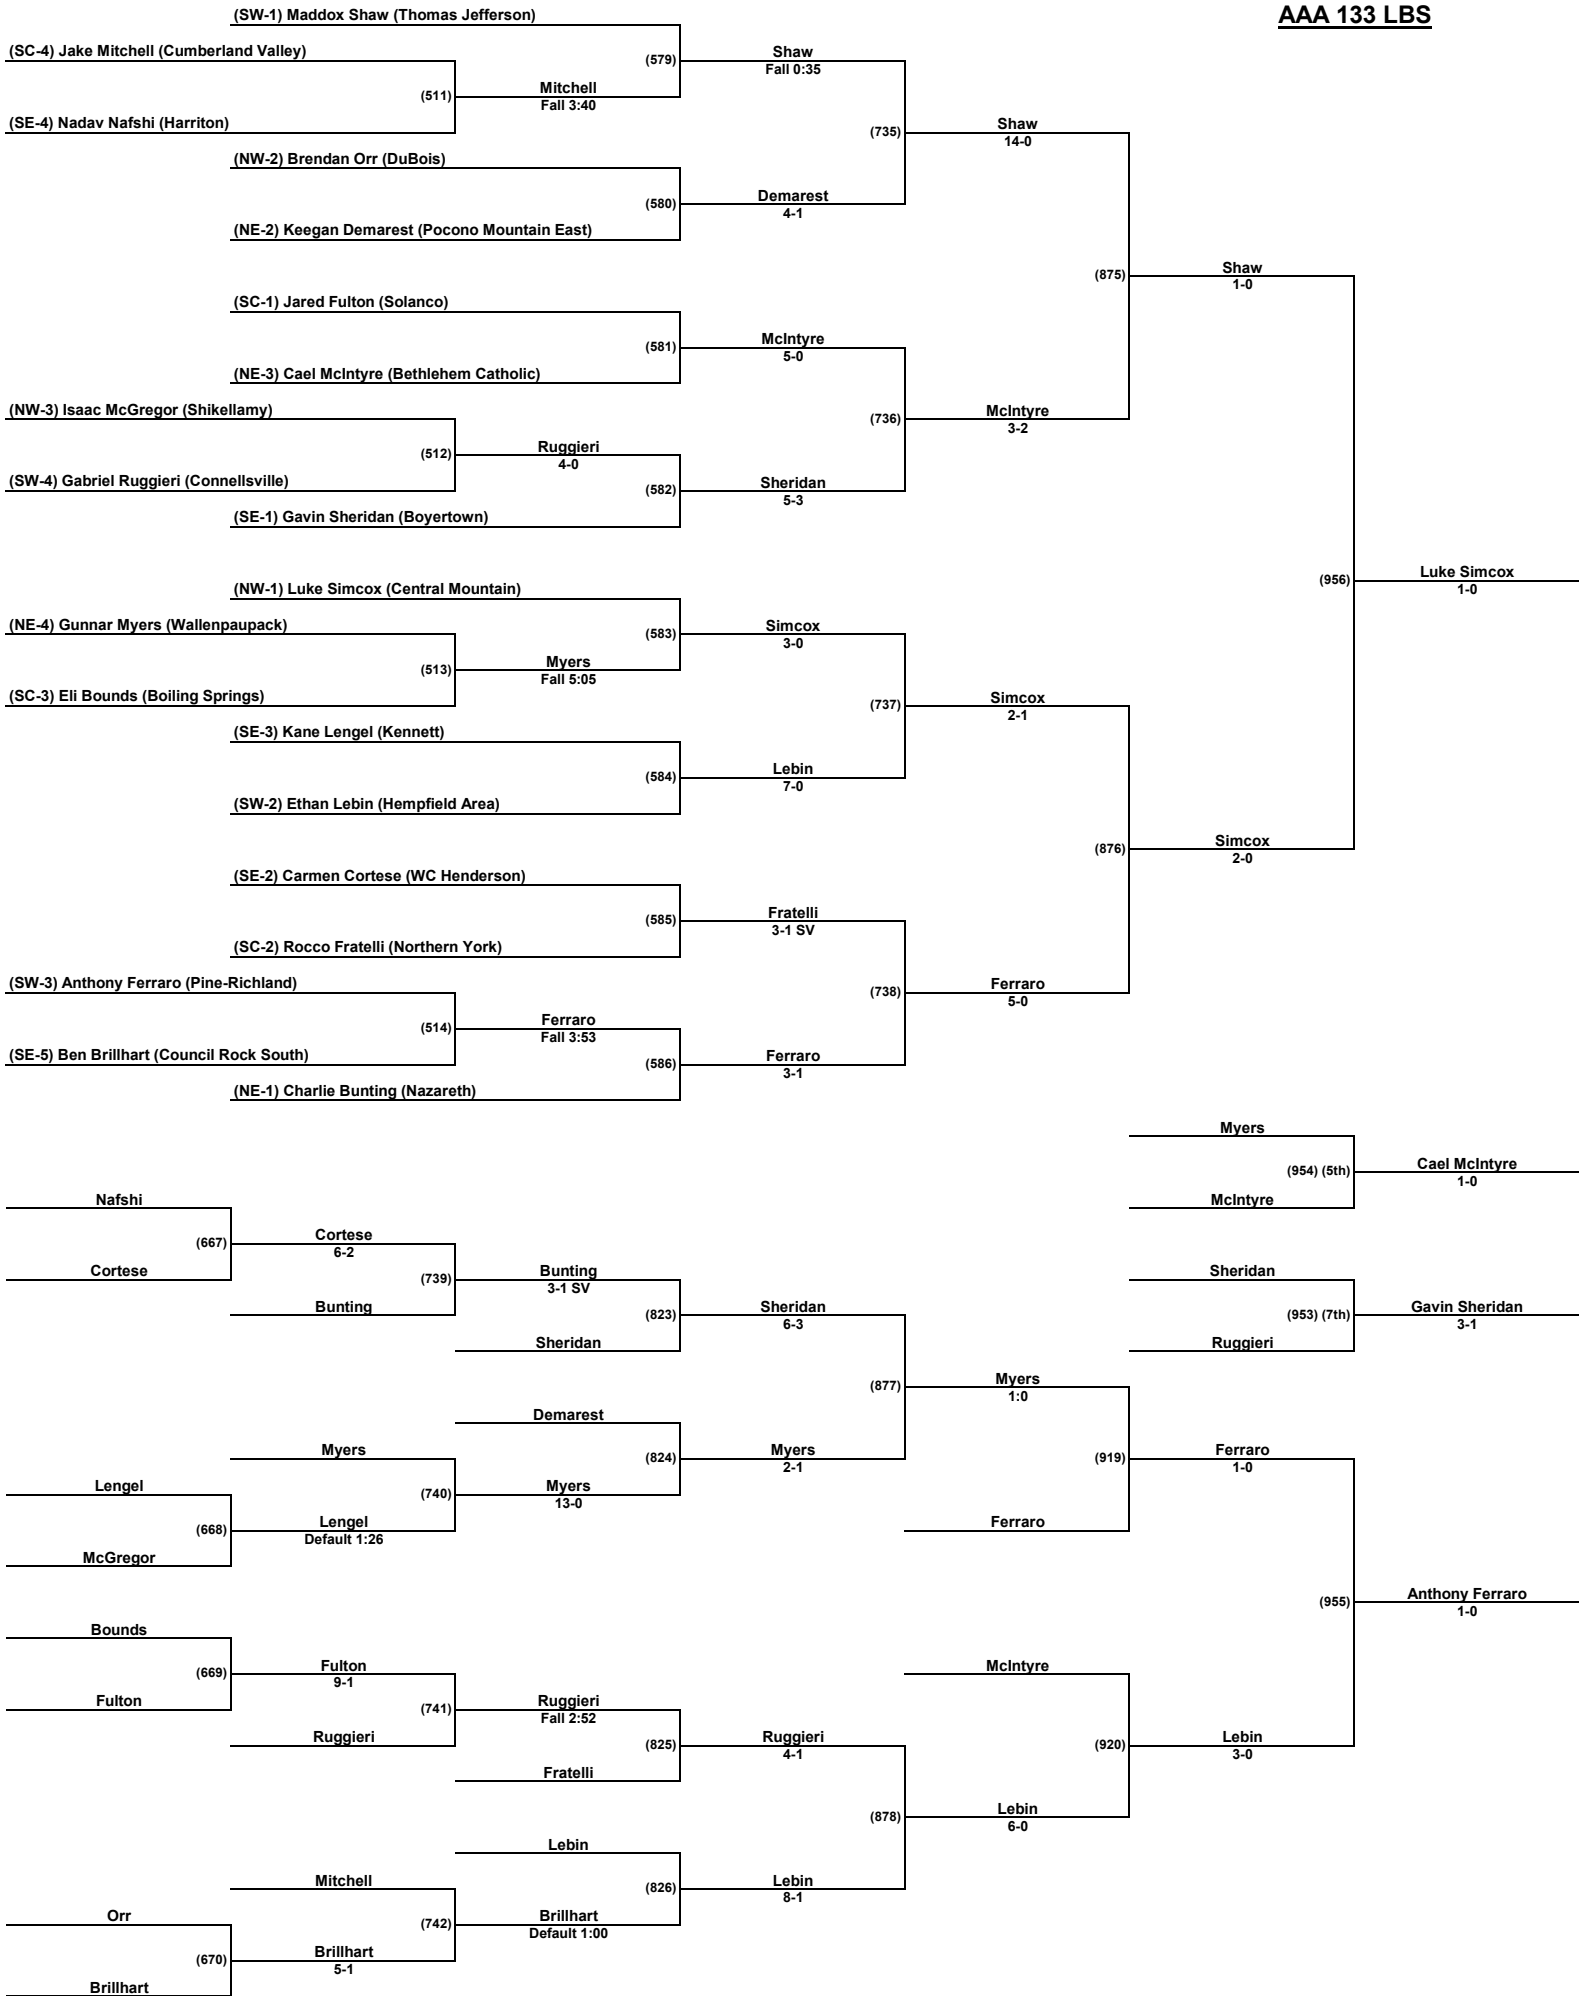 AAA 133 LBS
(SW-1) Maddox Shaw (Thomas Jefferson)
(SC-4) Jake Mitchell (Cumberland Valley)
(579)
Shaw
Fall 0:35
(511)
Mitchell
Fall 3:40
(SE-4) Nadav Nafshi (Harriton)
(735)
Shaw
14-0
(NW-2) Brendan Orr (DuBois)
(580)
Demarest
4-1
(NE-2) Keegan Demarest (Pocono Mountain East)
(875)
Shaw
1-0
(SC-1) Jared Fulton (Solanco)
(581)
McIntyre
5-0
(NE-3) Cael McIntyre (Bethlehem Catholic)
(NW-3) Isaac McGregor (Shikellamy)
(736)
McIntyre
3-2
(512)
Ruggieri
4-0
(SW-4) Gabriel Ruggieri (Connellsville)
(582)
Sheridan
5-3
(SE-1) Gavin Sheridan (Boyertown)
(956)
Luke Simcox
1-0
(NW-1) Luke Simcox (Central Mountain)
(NE-4) Gunnar Myers (Wallenpaupack)
(583)
Simcox
3-0
(513)
Myers
Fall 5:05
(SC-3) Eli Bounds (Boiling Springs)
(737)
Simcox
2-1
(SE-3) Kane Lengel (Kennett)
(584)
Lebin
7-0
(SW-2) Ethan Lebin (Hempfield Area)
(876)
Simcox
2-0
(SE-2) Carmen Cortese (WC Henderson)
(585)
Fratelli
3-1 SV
(SC-2) Rocco Fratelli (Northern York)
(SW-3) Anthony Ferraro (Pine-Richland)
(738)
Ferraro
5-0
(514)
Ferraro
Fall 3:53
(SE-5) Ben Brillhart (Council Rock South)
(586)
Ferraro
3-1
(NE-1) Charlie Bunting (Nazareth)
Myers
(954) (5th)
Cael McIntyre
1-0
McIntyre
Nafshi
(667)
Cortese
6-2
Cortese
(739)
Bunting
3-1 SV
Bunting
(823)
Sheridan
6-3
Sheridan
Sheridan
(953) (7th)
Gavin Sheridan
3-1
Ruggieri
(877)
Myers
1:0
Demarest
(824)
Myers
2-1
Myers
(740)
Myers
13-0
Lengel
(668)
Lengel
Default 1:26
McGregor
(919)
Ferraro
1-0
Ferraro
(955)
Anthony Ferraro
1-0
Bounds
(669)
Fulton
9-1
Fulton
(741)
Ruggieri
Fall 2:52
Ruggieri
(825)
Ruggieri
4-1
Fratelli
McIntyre
(920)
Lebin
3-0
(878)
Lebin
6-0
Lebin
(826)
Lebin
8-1
Mitchell
(742)
Brillhart
Default 1:00
Orr
(670)
Brillhart
5-1
Brillhart